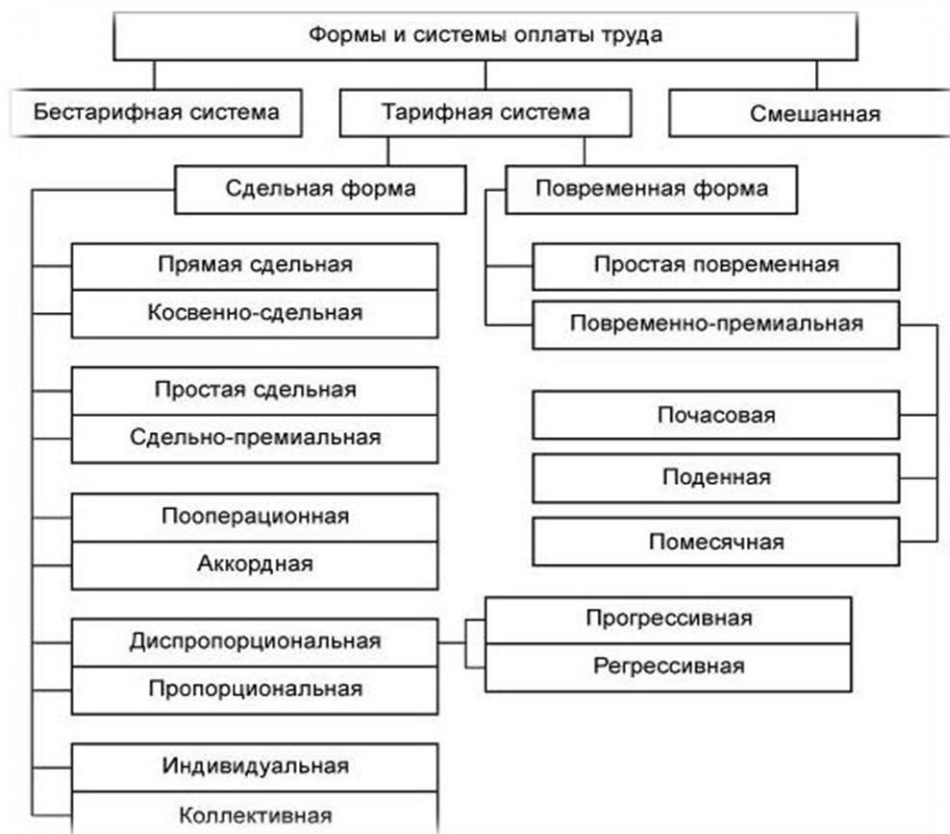 Формы и системы оплаты труда
Бестарифная система
Тарифная система
Смешанная
Сдельная форма
Повременная форма
Прямая сдельная
Косвенно-сдельная
Простая сдельная
Сдельно-премиальная
Пооперационная
Аккордная
Диспропорциональная
Пропорциональная
Индивидуальная
Коллективная
Простая повременная
Повременно-премиальная
Почасовая
Поденная
Помесячная
Прогрессивная
Регрессивная